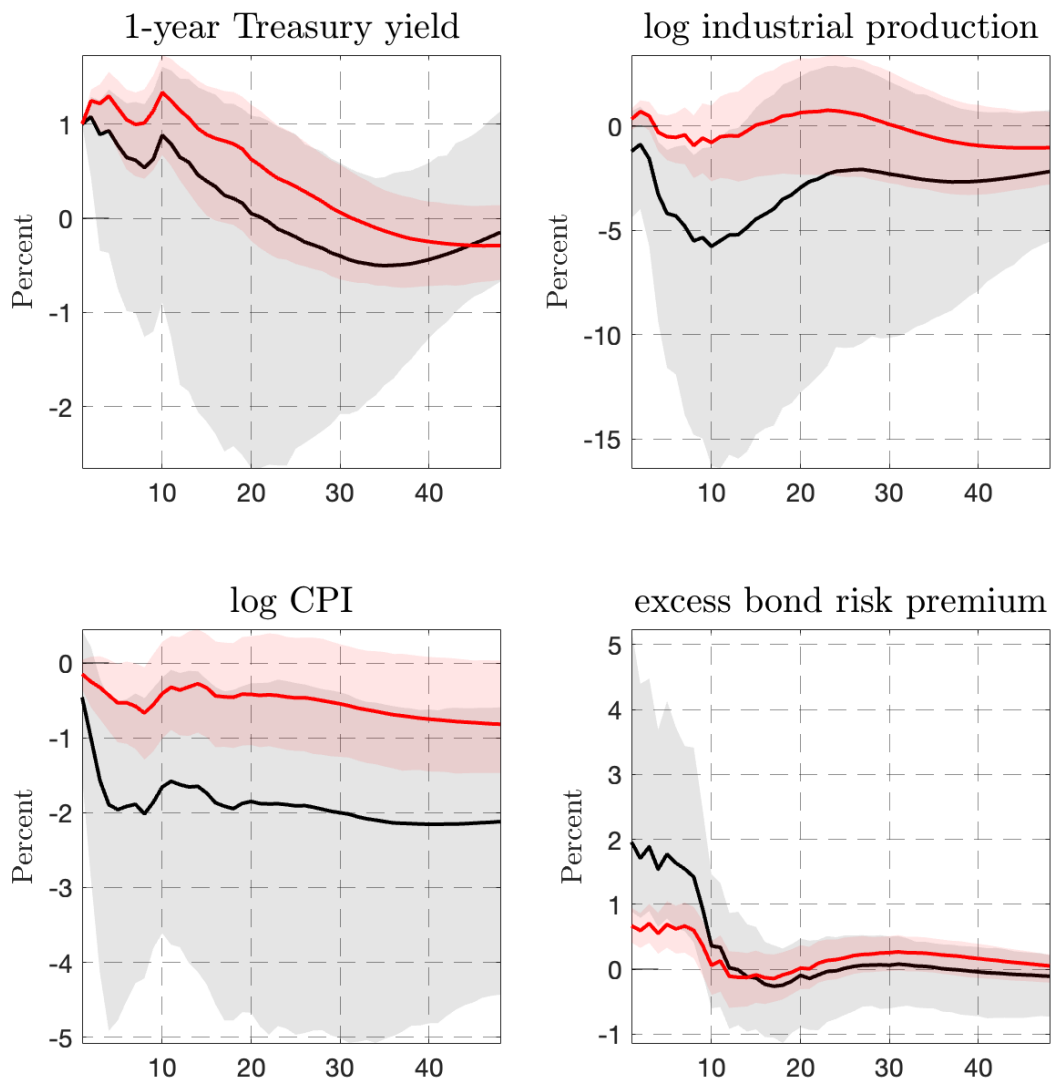 1-year Treasury yield
Percent
1
0
-1
-2
10 20 30 40
log industrial production
Percent
0
-5
-10
-15
10 20 30 40
log CPI
Percent
0
-1
-2
-3
-4
-5
10 20 30 40
excess bond risk premium
Percent
5
4
3
2
1
0
-1
10 20 30 40